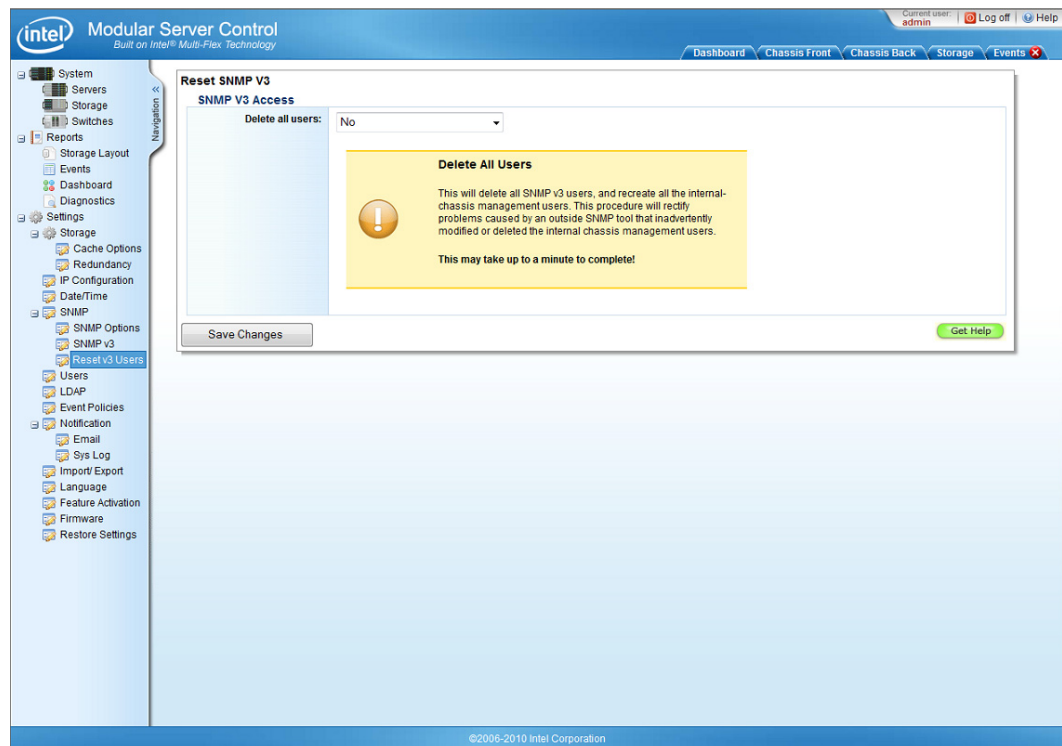 intel
Modular Server Control
Built on Intel® Multi-Flex Technology
Current user:
admin
Log off
Help
Dashboard
Chassis Front
Chassis Back
Storage
Events
System
Servers
Storage
Switches
Reports
Storage Layout
Events
Dashboard
Diagnostics
Settings
Storage
Cache Options
Redundancy
IP Configuration
Date/Time
SNMP
SNMP Options
SNMP v3
Reset v3 Users
Users
LDAP
Event Policies
Notification
Email
Sys Log
Import/ Export
Language
Feature Activation
Firmware
Restore Settings
«
Navigation
Reset SNMP V3
SNMP V3 Access
Delete all users:
No
Delete All Users
This will delete all SNMP v3 users, and recreate all the internal-
chassis management users. This procedure will rectify
problems caused by an outside SNMP tool that inadvertently
modified or deleted the internal chassis management users.
This may take up to a minute to complete!
Save Changes
Get Help
©2006-2010 Intel Corporation